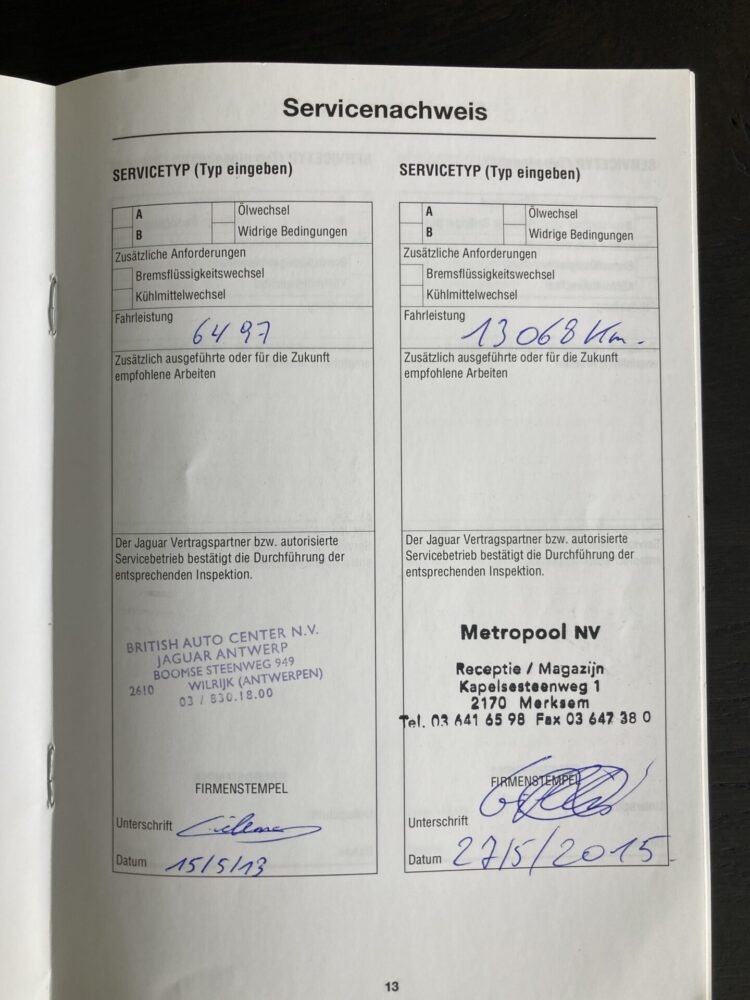 Servicenachweis
SERVICETYP (Typ eingeben)
A
Ölwechsel
B
Widrige Bedingungen
Zusätzliche Anforderungen
Bremsflüssigkeitswechsel
Kühlmittelwechsel
Fahrleistung
6497
Zusätzlich ausgeführte oder für die Zukunft
empfohlene Arbeiten
Der Jaguar Vertragspartner bzw. autorisierte
Servicebetrieb bestätigt die Durchführung der
entsprechenden Inspektion.
BRITISH AUTO CENTER N.V.
JAGUAR ANTWERP
BOOMSE STEENWEG 949
2610 WILRIJK (ANTWERPEN)
03 / 830.18.00
FIRMENSTEMPEL
Unterschrift
Datum 15/5/13
SERVICETYP (Typ eingeben)
A
Ölwechsel
B
Widrige Bedingungen
Zusätzliche Anforderungen
Bremsflüssigkeitswechsel
Kühlmittelwechsel
Fahrleistung
13068 Km.
Zusätzlich ausgeführte oder für die Zukunft
empfohlene Arbeiten
Der Jaguar Vertragspartner bzw. autorisierte
Servicebetrieb bestätigt die Durchführung der
entsprechenden Inspektion.
Metropool NV
Receptie / Magazijn
Kapelsesteenweg 1
2170 Merksem
Tel. 03 641 65 98 Fax 03 647 38 0
FIRMENSTEMPEL
Unterschrift
Datum 27/5/2015
13